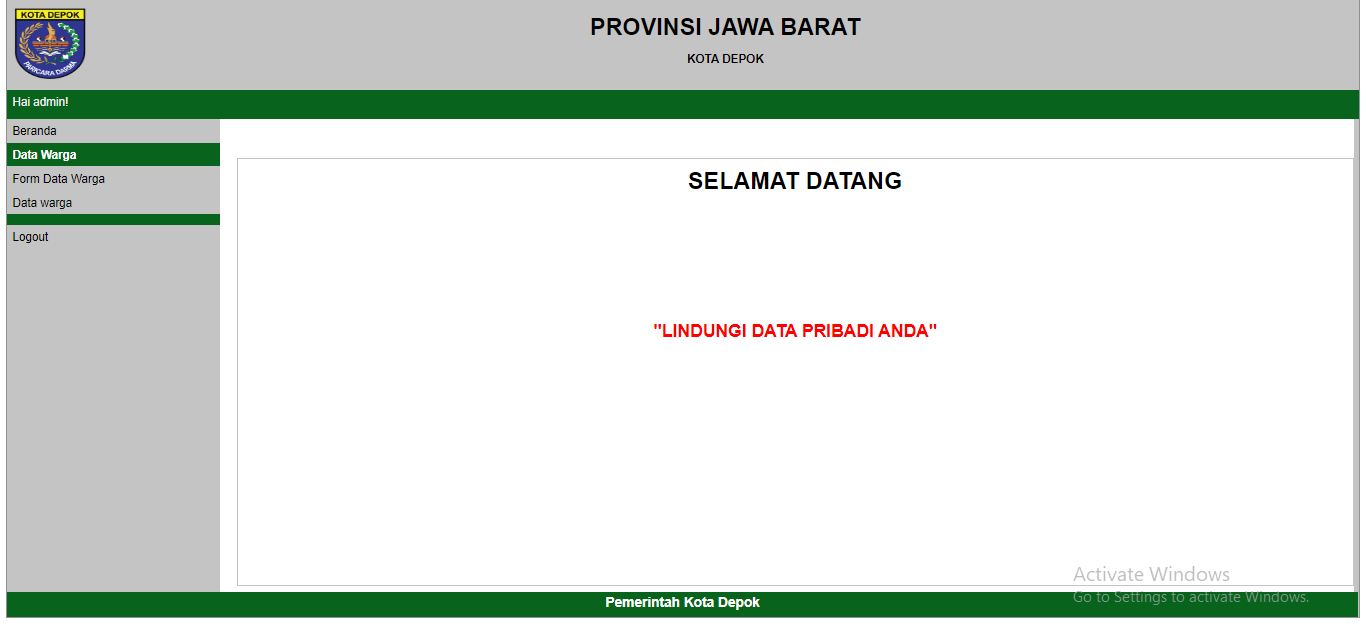 KOTA DEPOK
PARICARA DARMA
PROVINSI JAWA BARAT
KOTA DEPOK
Hai admin!
Beranda
Data Warga
Form Data Warga
Data warga
Logout
SELAMAT DATANG
"LINDUNGI DATA PRIBADI ANDA"
Activate Windows
Go to Settings to activate Windows.
Pemerintah Kota Depok